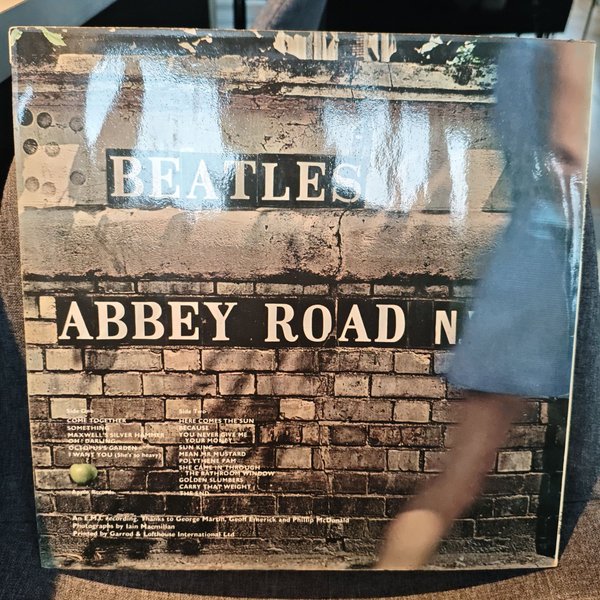 BEATLES
ABBEY ROAD N
Side One
COME TOGETHER
SOMETHING
MAXWELL'S SILVER HAMMER
OH! DARLING
OCTOPUS'S GARDEN
I WANT YOU (She's so heavy)
Apple Records
Side Two
HERE COMES THE SUN
BECAUSE
YOU NEVER GIVE ME
YOUR MONEY
SUN KING
MEAN MR MUSTARD
POLYTHENE PAM
SHE CAME IN THROUGH
THE BATHROOM WINDOW
GOLDEN SLUMBERS
CARRY THAT WEIGHT
THE END
An E.M.I. recording. Thanks to George Martin, Geoff Emerick and Phillip McDonald
Photographs by Iain Macmillan
Printed by Garrod & Lofthouse International Ltd